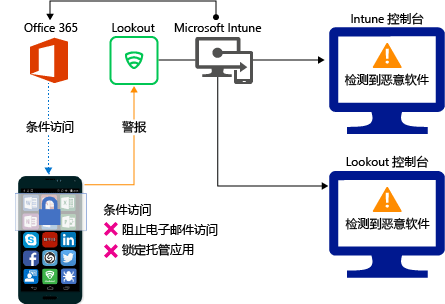 Office 365
Lookout
Microsoft Intune
Intune 控制台
检测到恶意软件
条件访问
警报
Lookout 控制台
检测到恶意软件
条件访问
阻止电子邮件访问
锁定托管应用